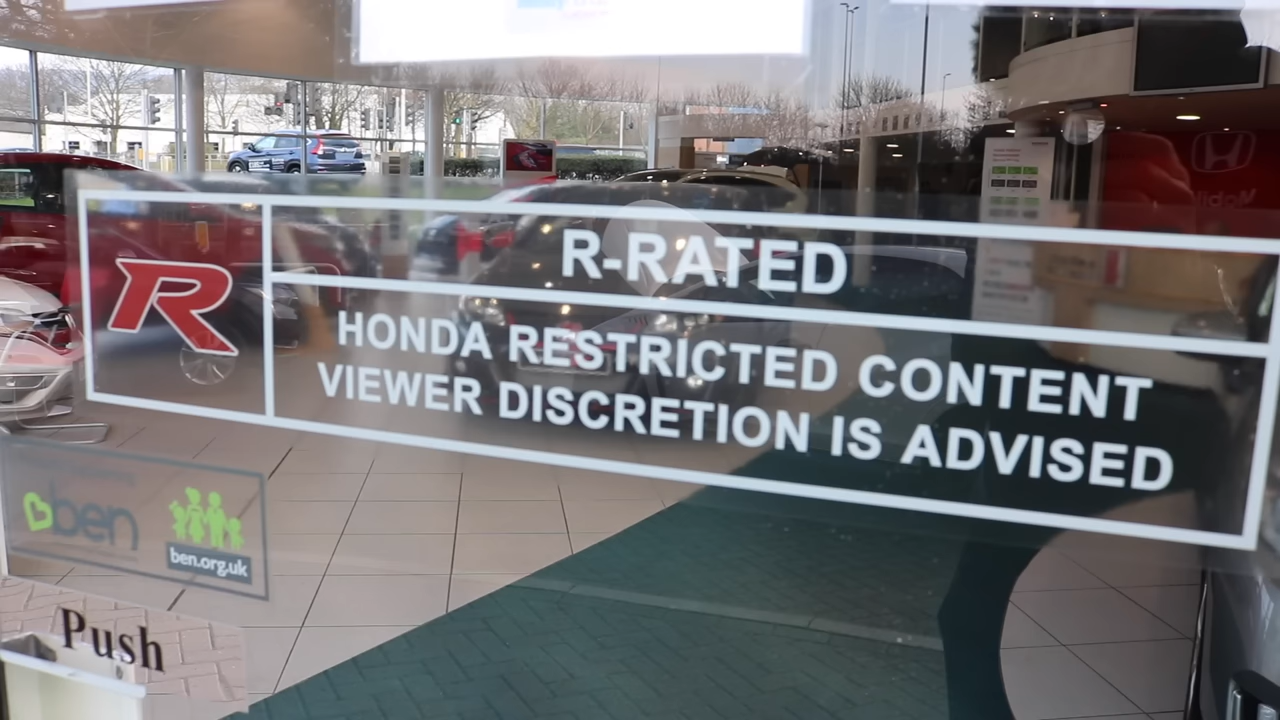 R-RATED
R
HONDA RESTRICTED CONTENT
VIEWER DISCRETION IS ADVISED
ben
ben.org.uk
Push